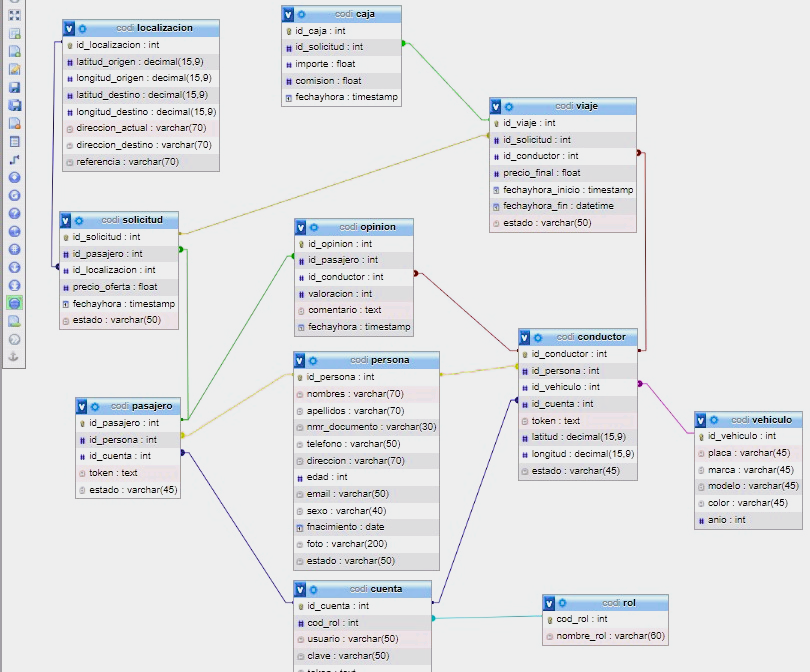 codi localizacion
id_localizacion : int
latitud_origen : decimal(15,9)
longitud_origen : decimal(15,9)
latitud_destino : decimal(15,9)
longitud_destino : decimal(15,9)
direccion_actual : varchar(70)
direccion_destino : varchar(70)
referencia : varchar(70)
codi caja
id_caja : int
id_solicitud : int
importe : float
comision : float
fechayhora : timestamp
codi viaje
id_viaje : int
id_solicitud : int
id_conductor : int
precio_final : float
fechayhora_inicio : timestamp
fechayhora_fin : datetime
estado : varchar(50)
codi solicitud
id_solicitud : int
id_pasajero : int
id_localizacion : int
precio_oferta : float
fechayhora : timestamp
estado : varchar(50)
codi opinion
id_opinion : int
id_pasajero : int
id_conductor : int
valoracion : int
comentario : text
fechayhora : timestamp
codi conductor
id_conductor : int
id_persona : int
id_vehiculo : int
id_cuenta : int
token : text
latitud : decimal(15,9)
longitud : decimal(15,9)
estado : varchar(45)
codi persona
id_persona : int
nombres : varchar(70)
apellidos : varchar(70)
nmr_documento : varchar(30)
telefono : varchar(50)
direccion : varchar(70)
edad : int
email : varchar(50)
sexo : varchar(40)
fnacimiento : date
foto : varchar(200)
estado : varchar(50)
codi pasajero
id_pasajero : int
id_persona : int
id_cuenta : int
token : text
estado : varchar(45)
codi vehiculo
id_vehiculo : int
placa : varchar(45)
marca : varchar(45)
modelo : varchar(45)
color : varchar(45)
anio : int
codi cuenta
id_cuenta : int
cod_rol : int
usuario : varchar(50)
clave : varchar(50)
codi rol
cod_rol : int
nombre_rol : varchar(60)